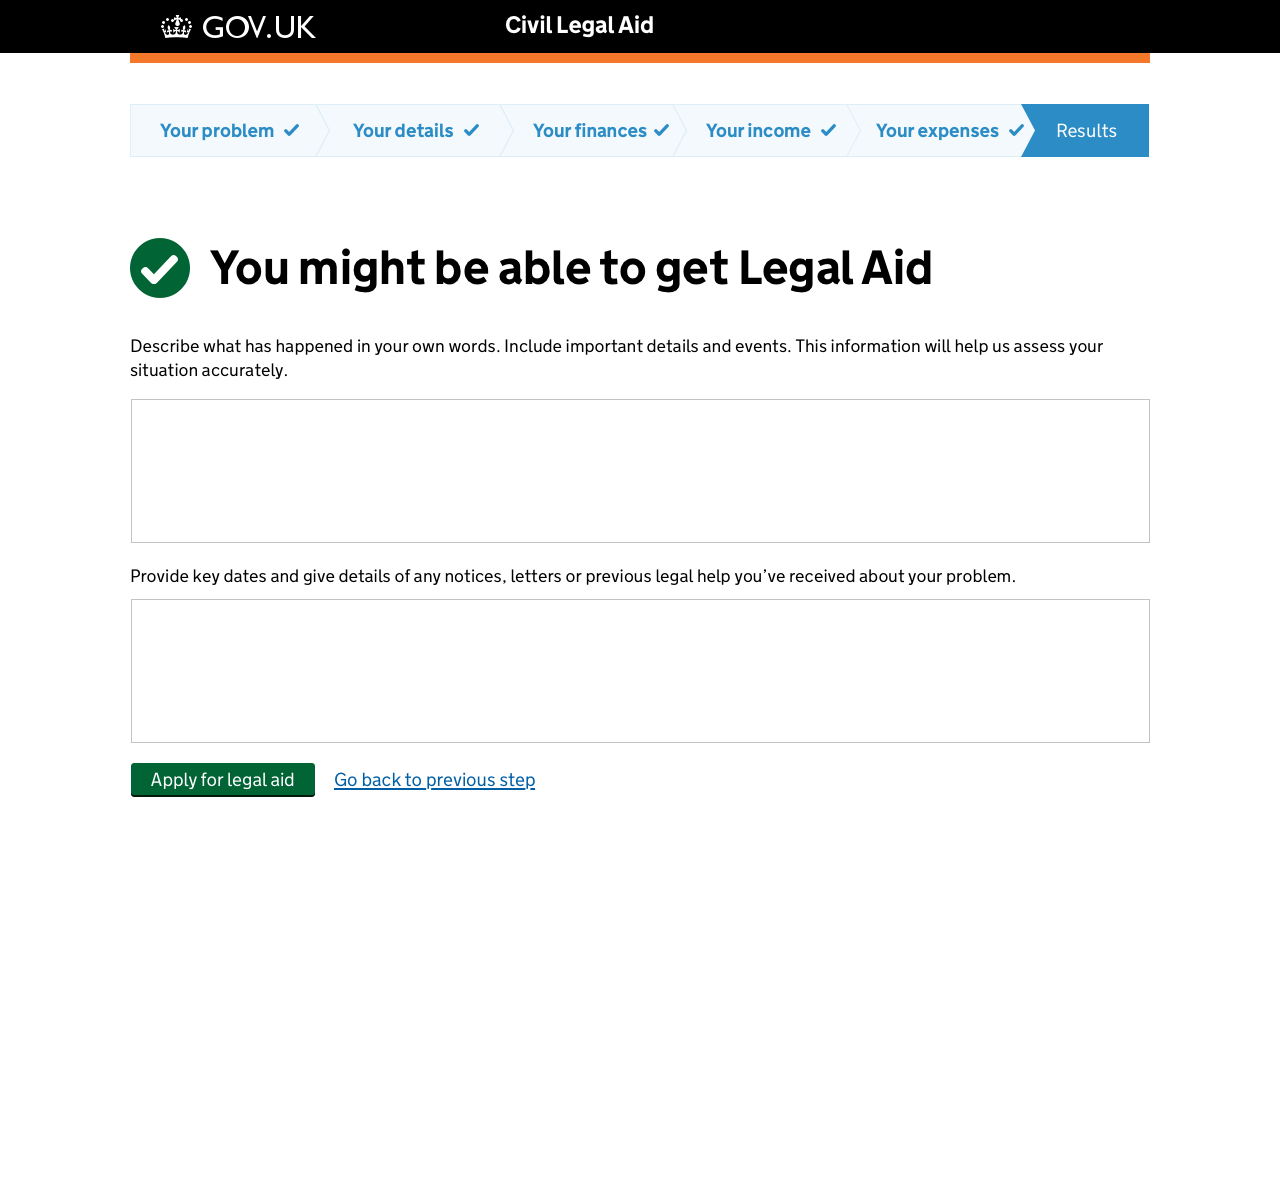 GOV.UK
Civil Legal Aid
Your problem
Your details
Your finances
Your income
Your expenses
Results
You might be able to get Legal Aid
Describe what has happened in your own words. Include important details and events. This information will help us assess your
situation accurately.
Provide key dates and give details of any notices, letters or previous legal help you’ve received about your problem.
Apply for legal aid
Go back to previous step